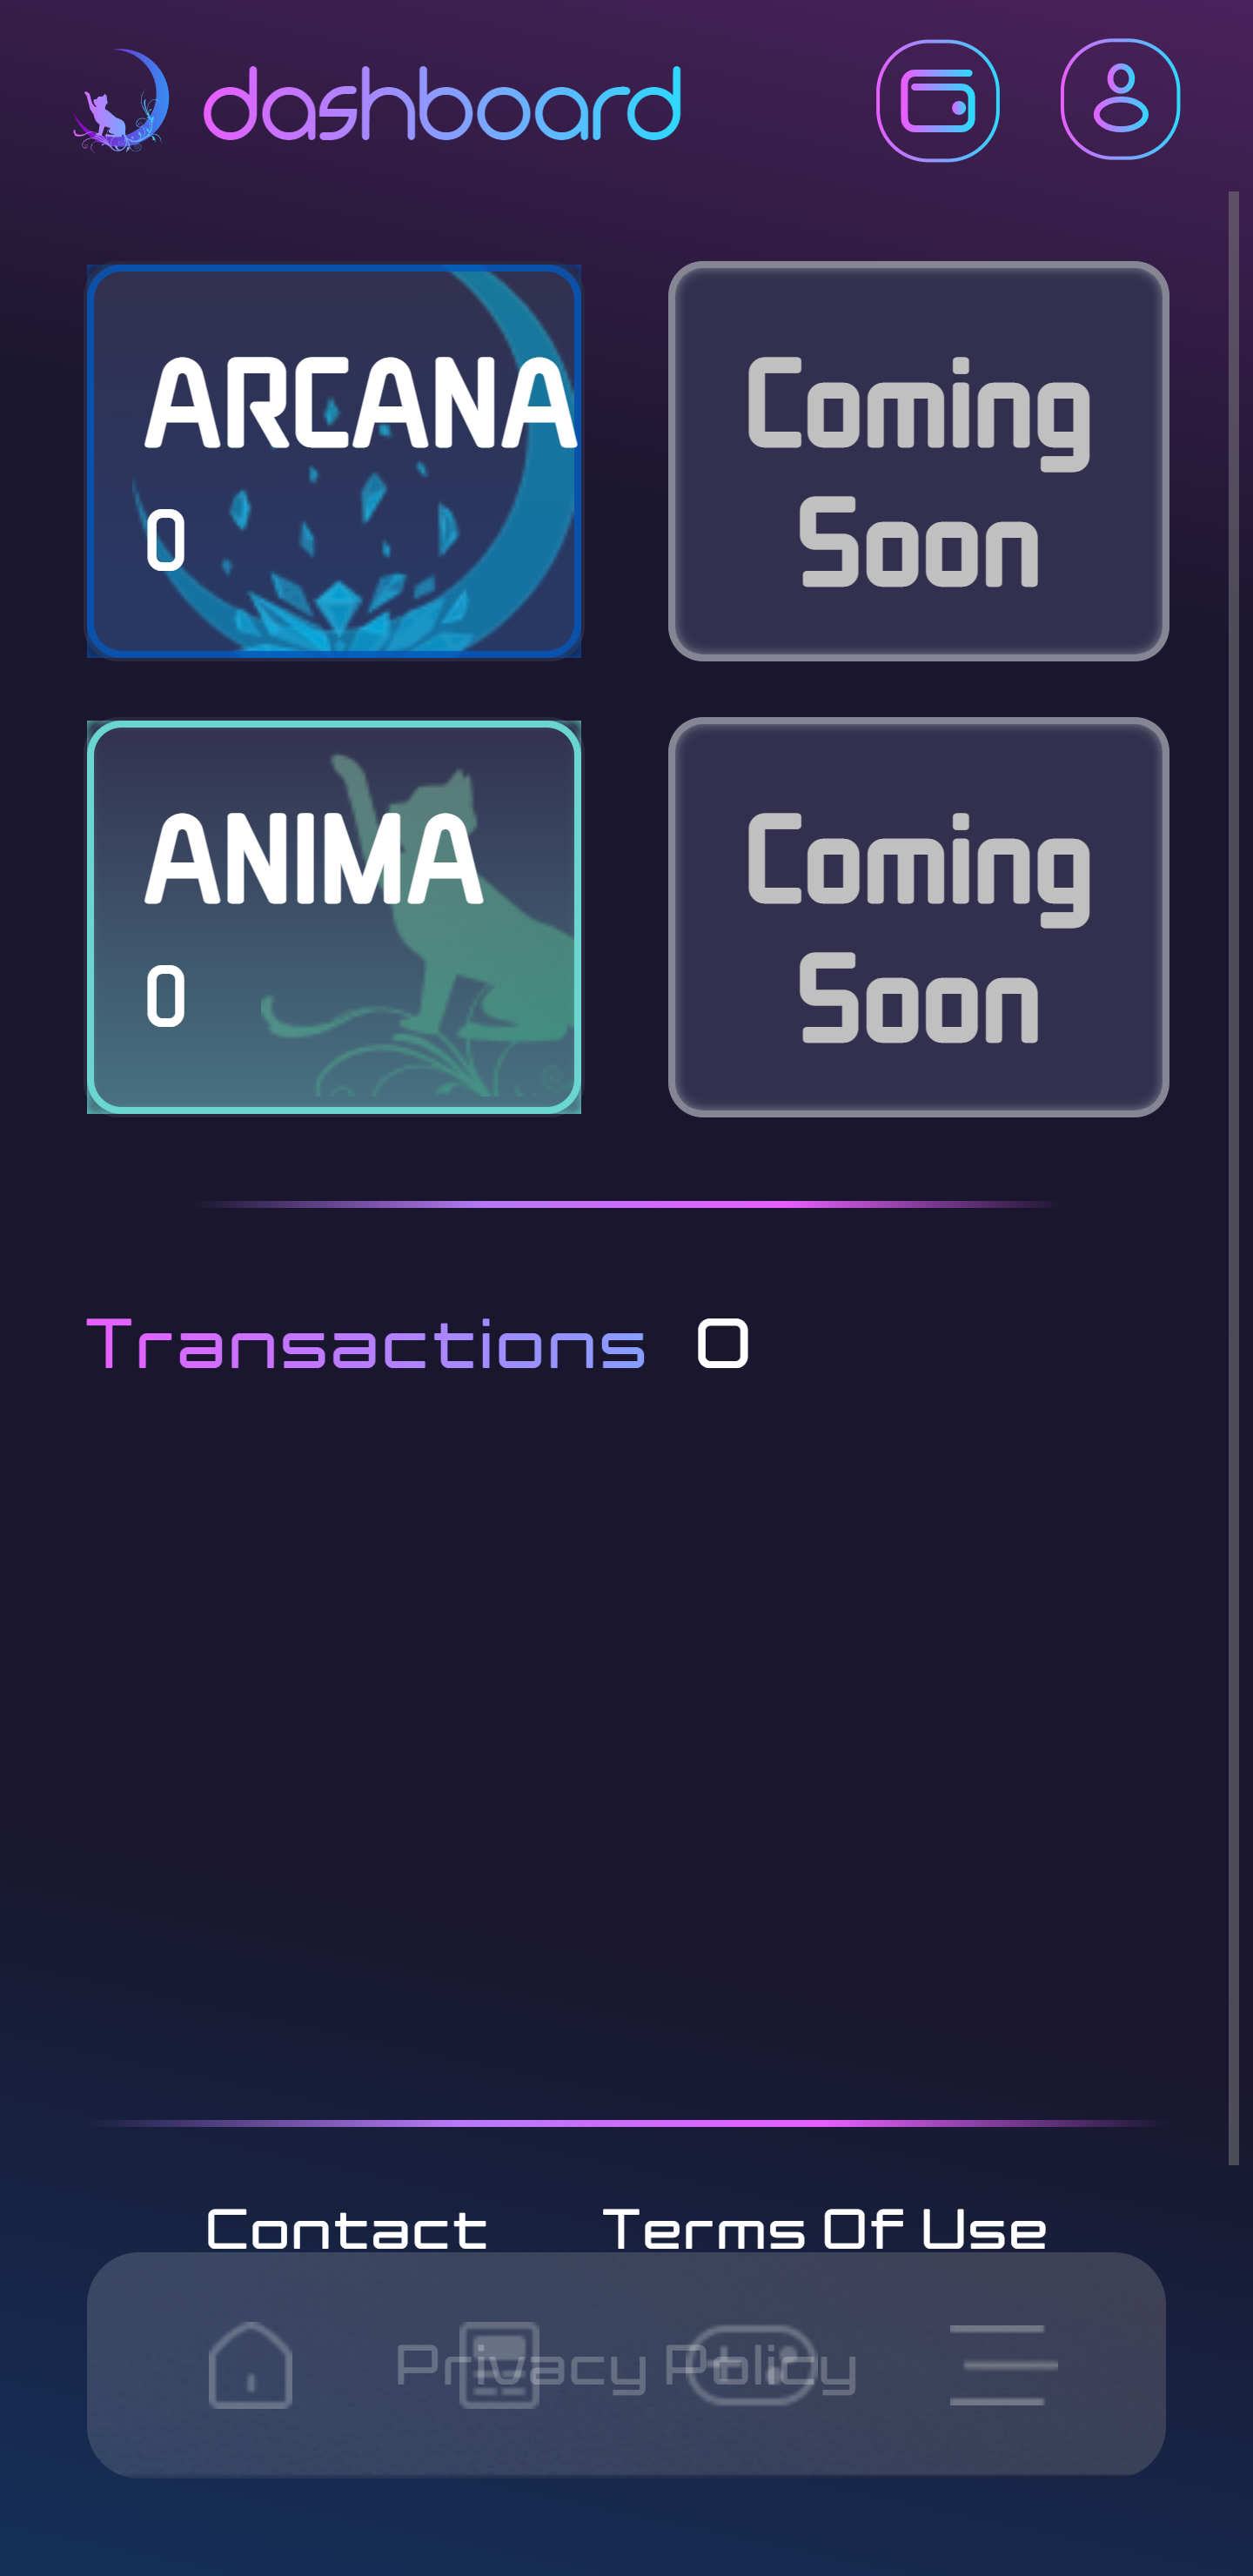 dashboard
ARCANA
0
Coming
Soon
ANIMA
0
Coming
Soon
Transactions 0
Contact Terms Of Use
Privacy Policy